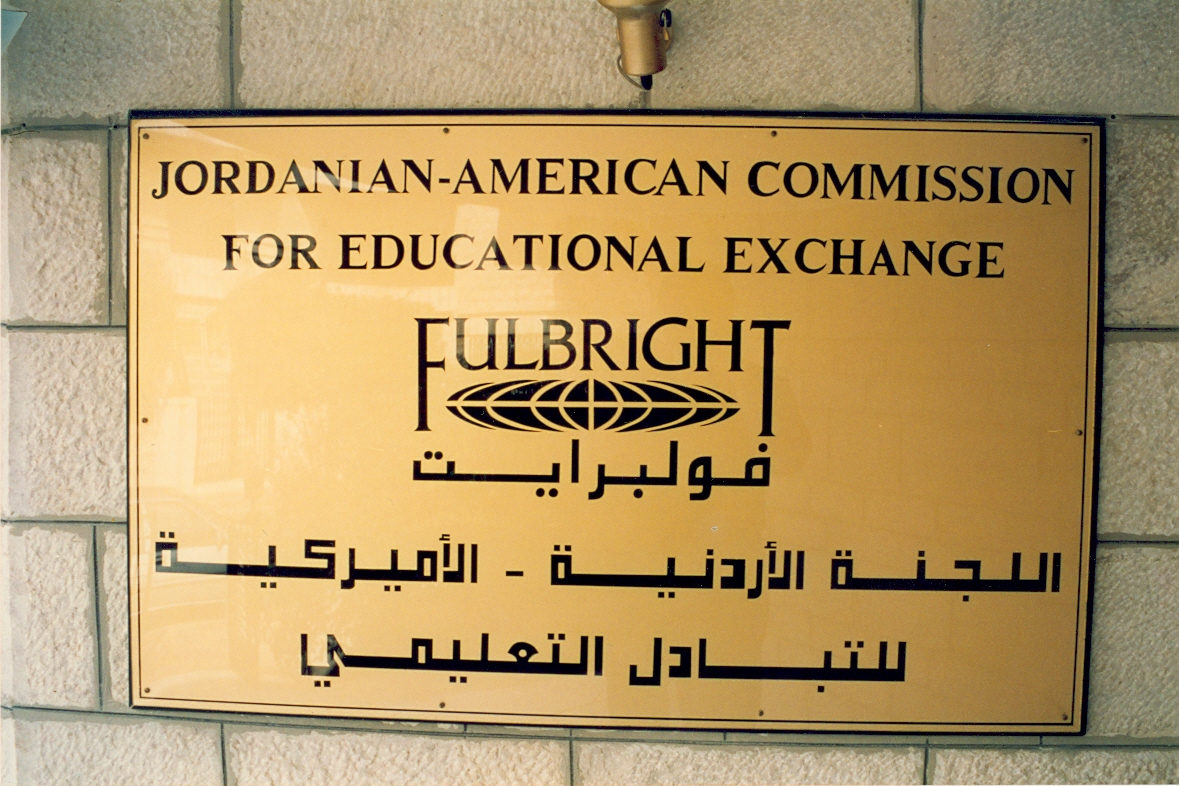 JORDANIAN-AMERICAN COMMISSION
FOR EDUCATIONAL EXCHANGE
FULBRIGHT
فولبرايت
اللجنة الأردنية - الأميركية
للتبادل التعليمي